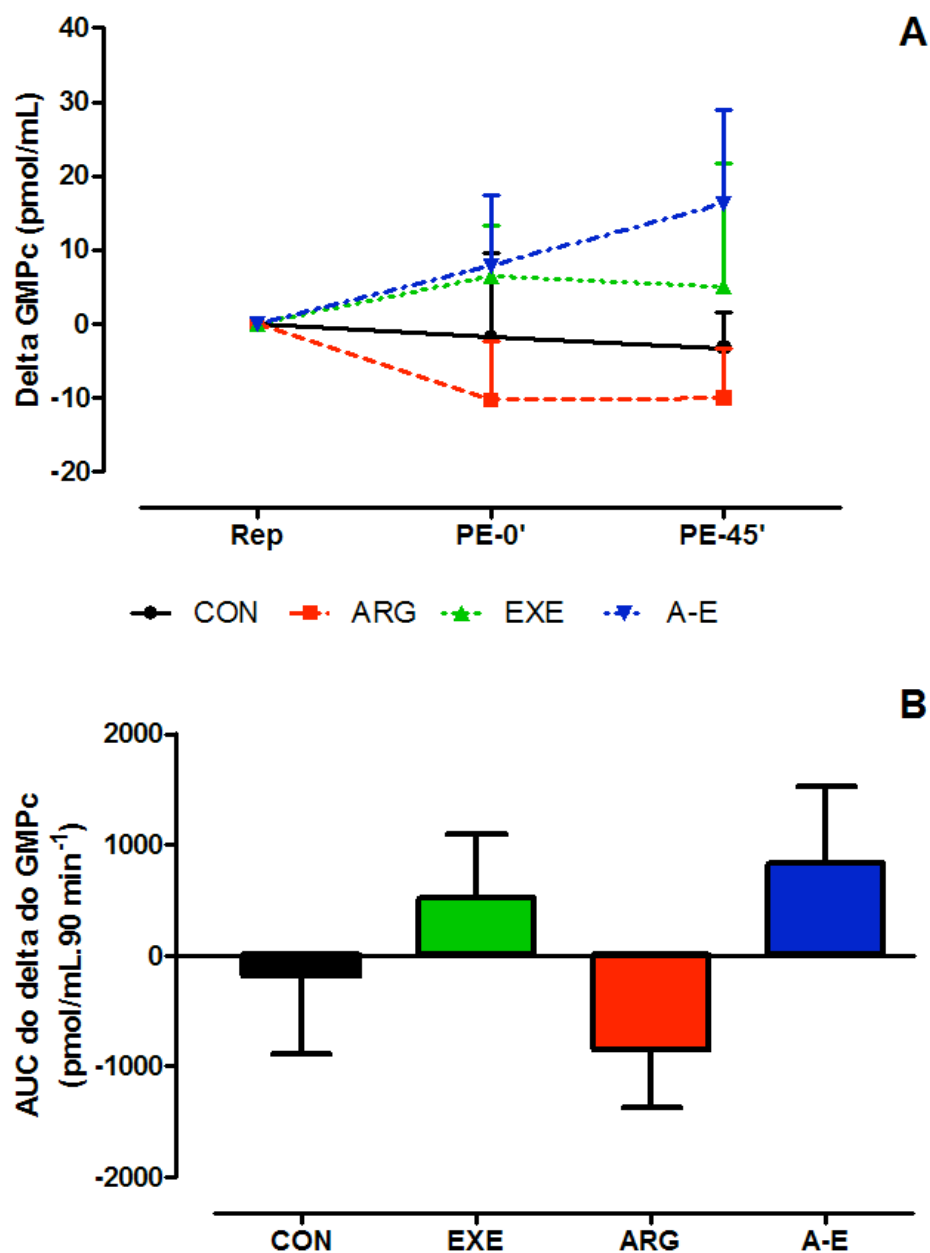 A
Delta GMPc (pmol/mL)
40
30
20
10
0
-10
-20
Rep PE-0' PE-45'
CON ARG EXE A-E
B
AUC do delta do GMPc
(pmol/mL.90 min⁻¹)
2000
1000
0
-1000
-2000
CON EXE ARG A-E